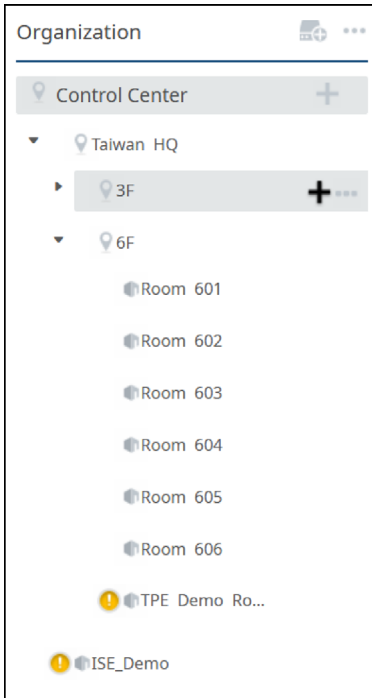 Organization
Control Center
Taiwan HQ
3F
6F
Room 601
Room 602
Room 603
Room 604
Room 605
Room 606
TPE Demo Ro...
ISE_Demo